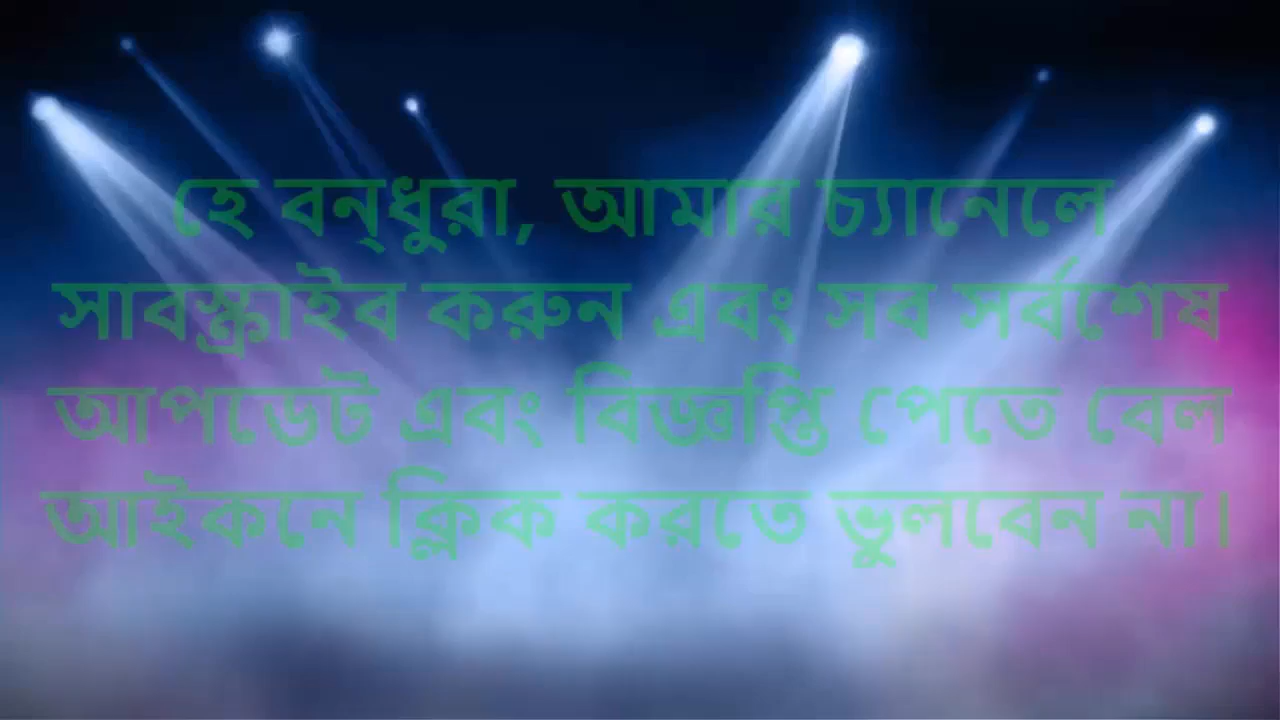 হে বন্‌ধুরা, আমার চ্যানেলে
সাবস্ক্রাইব করুন এবং সব সর্বশেষ
আপডেট এবং বিজ্ঞপ্তি পেতে বেল
আইকনে ক্লিক করতে ভুলবেন না।